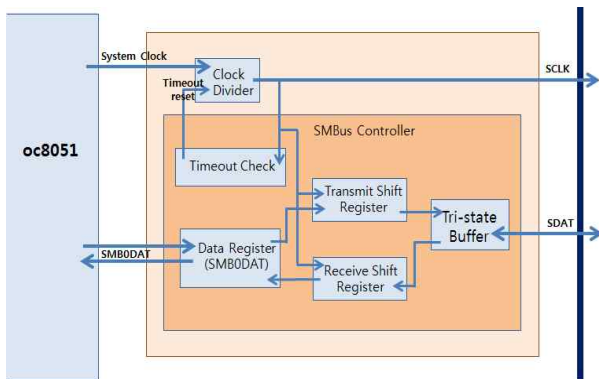 System Clock
Clock
Divider
SCLK
Timeout
reset
SMBus Controller
oc8051
Timeout Check
Transmit Shift
Register
Tri-state
Buffer
SDAT
Data Register
(SMB0DAT)
SMB0DAT
Receive Shift
Register